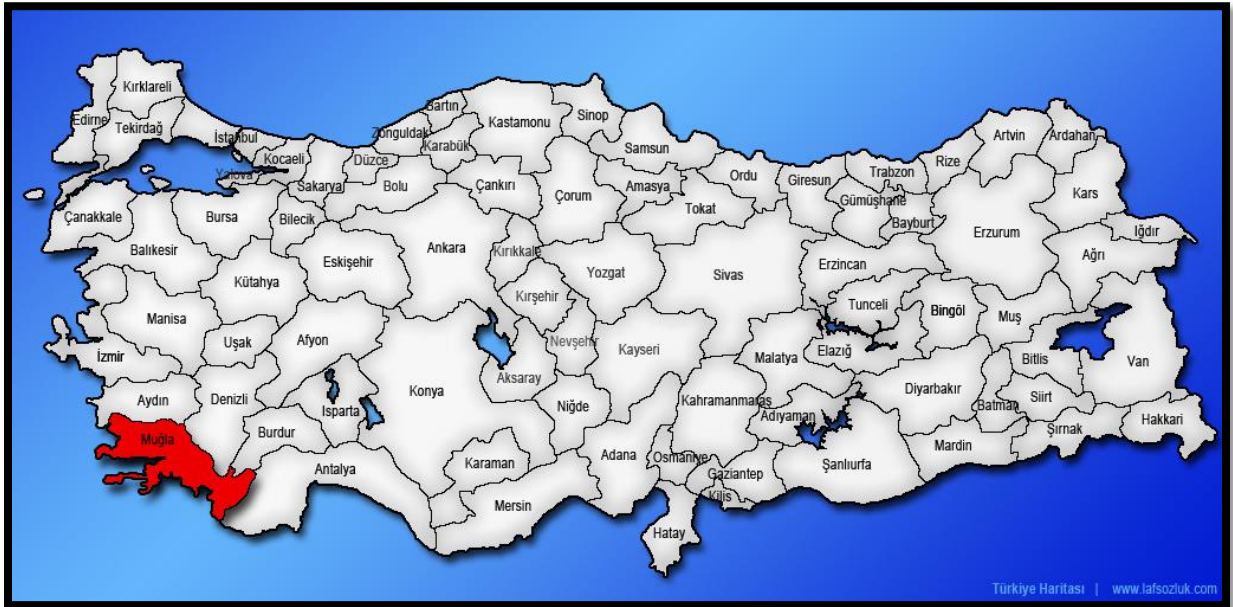 Kırklareli
Edirne
Tekirdağ
İstanbul
Kocaeli
Yalova
Sakarya
Düzce
Zonguldak
Bartın
Karabük
Kastamonu
Sinop
Samsun
Bolu
Çankırı
Çorum
Amasya
Ordu
Giresun
Trabzon
Rize
Artvin
Ardahan
Kars
Gümüşhane
Bayburt
Tokat
Erzurum
Iğdır
Ağrı
Çanakkale
Bursa
Bilecik
Balıkesir
Eskişehir
Ankara
Kırıkkale
Yozgat
Sivas
Erzincan
Kütahya
Kırşehir
Tunceli
Bingöl
Muş
Manisa
Uşak
Afyon
Nevşehir
Kayseri
Malatya
Elazığ
Bitlis
Van
İzmir
Aksaray
Konya
Diyarbakır
Batman
Siirt
Aydın
Denizli
Isparta
Niğde
Kahramanmaraş
Adıyaman
Şırnak
Hakkari
Muğla
Burdur
Antalya
Karaman
Adana
Osmaniye
Gaziantep
Şanlıurfa
Mardin
Kilis
Mersin
Hatay
Türkiye Haritası | www.lafsozluk.com